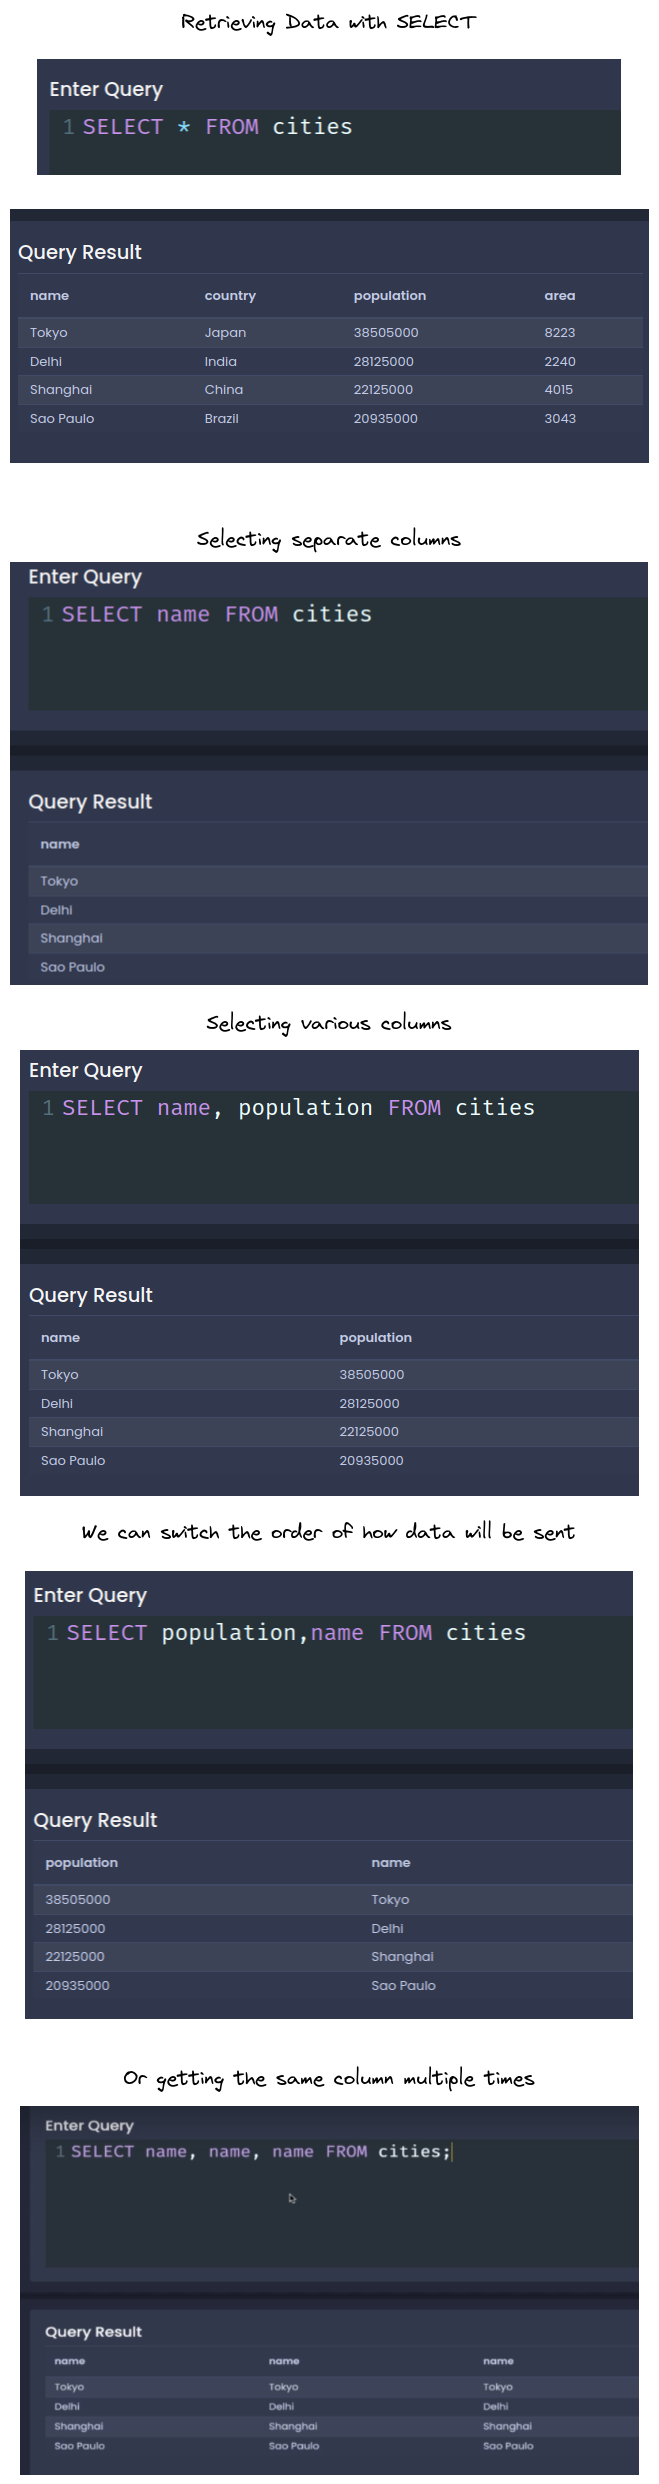 Retrieving Data with SELECT
Enter Query
1 SELECT * FROM cities
Query Result
name country population area
Tokyo Japan 38505000 8223
Delhi India 28125000 2240
Shanghai China 22125000 4015
Sao Paulo Brazil 20935000 3043
Selecting separate columns
Enter Query
1 SELECT name FROM cities
Query Result
name
Tokyo
Delhi
Shanghai
Sao Paulo
Selecting various columns
Enter Query
1 SELECT name, population FROM cities
Query Result
name population
Tokyo 38505000
Delhi 28125000
Shanghai 22125000
Sao Paulo 20935000
We can switch the order of how data will be sent
Enter Query
1 SELECT population,name FROM cities
Query Result
population name
38505000 Tokyo
28125000 Delhi
22125000 Shanghai
20935000 Sao Paulo
Or getting the same column multiple times
Enter Query
1 SELECT name, name, name FROM cities;
Query Result
name name name
Tokyo Tokyo Tokyo
Delhi Delhi Delhi
Shanghai Shanghai Shanghai
Sao Paulo Sao Paulo Sao Paulo